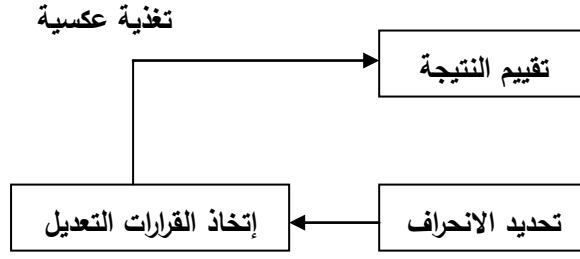 تغذية عكسية
تقييم النتيجة
تحديد الانحراف
إتخاذ القرارات التعديل